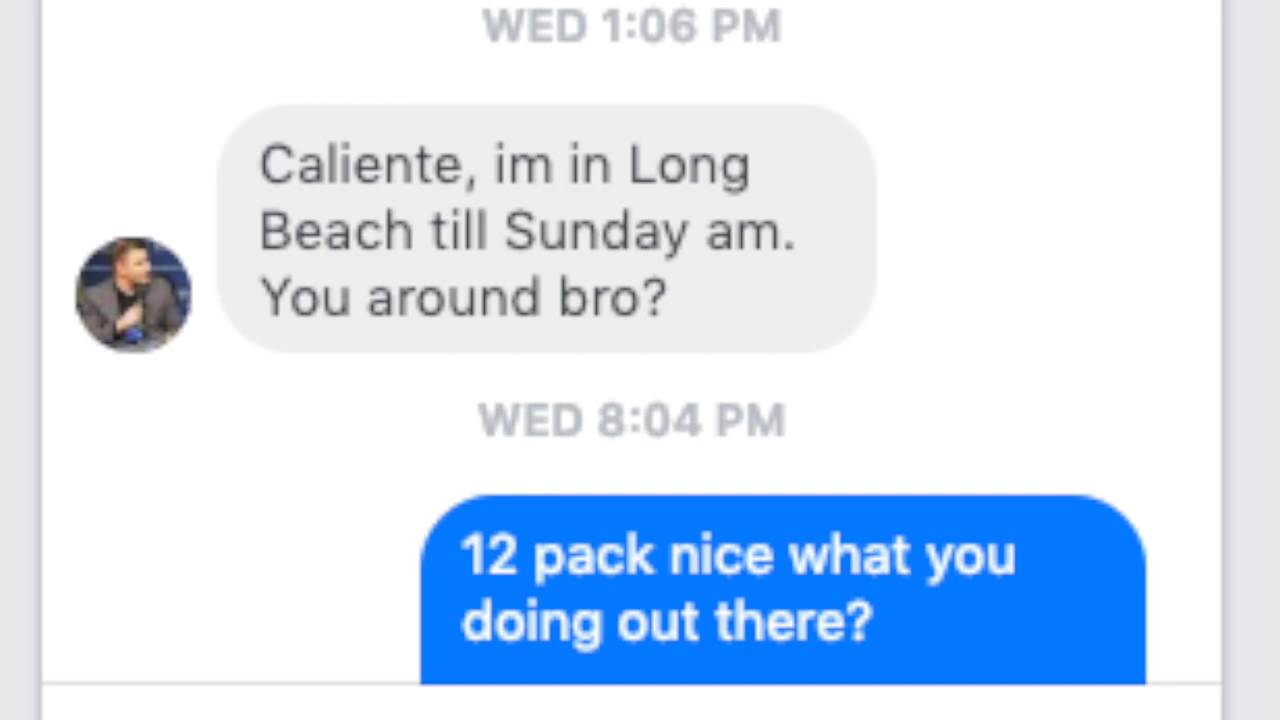 WED 1:06 PM
Caliente, im in Long
Beach till Sunday am.
You around bro?
WED 8:04 PM
12 pack nice what you
doing out there?